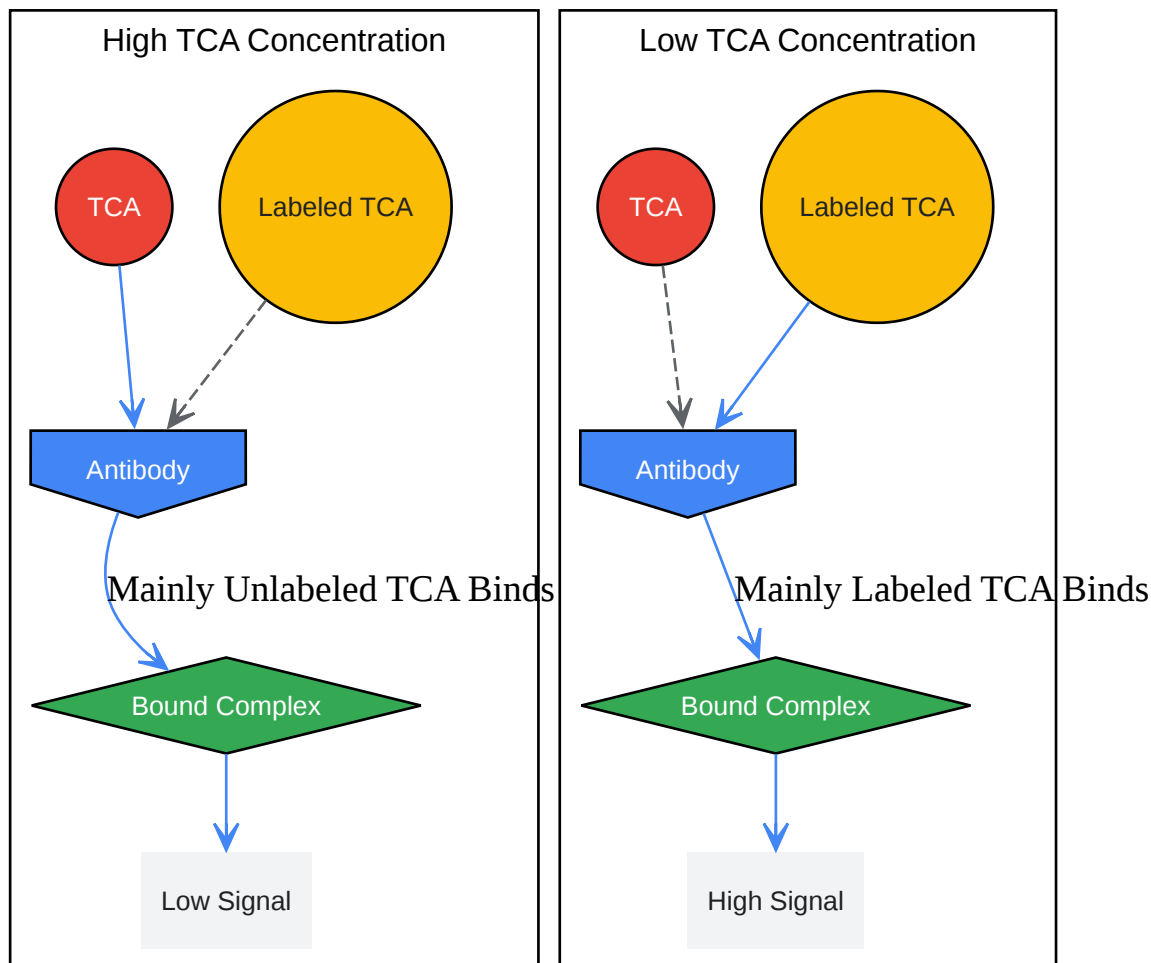 High TCA Concentration
TCA
Labeled TCA
Antibody
Mainly Unlabeled TCA Binds
Bound Complex
Low Signal
Low TCA Concentration
TCA
Labeled TCA
Antibody
Mainly Labeled TCA Binds
Bound Complex
High Signal